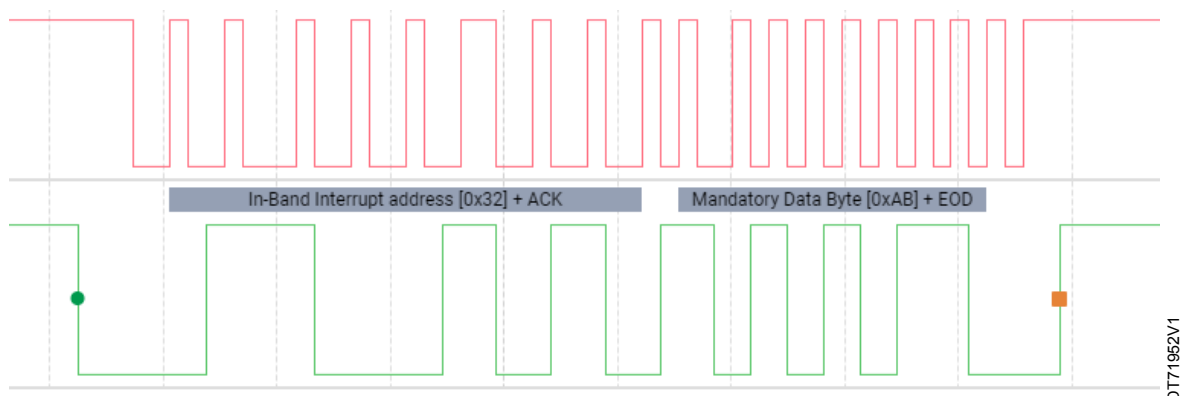 In-Band Interrupt address [0x32] + ACK
Mandatory Data Byte [0xAB] + EOD
DT71952V1